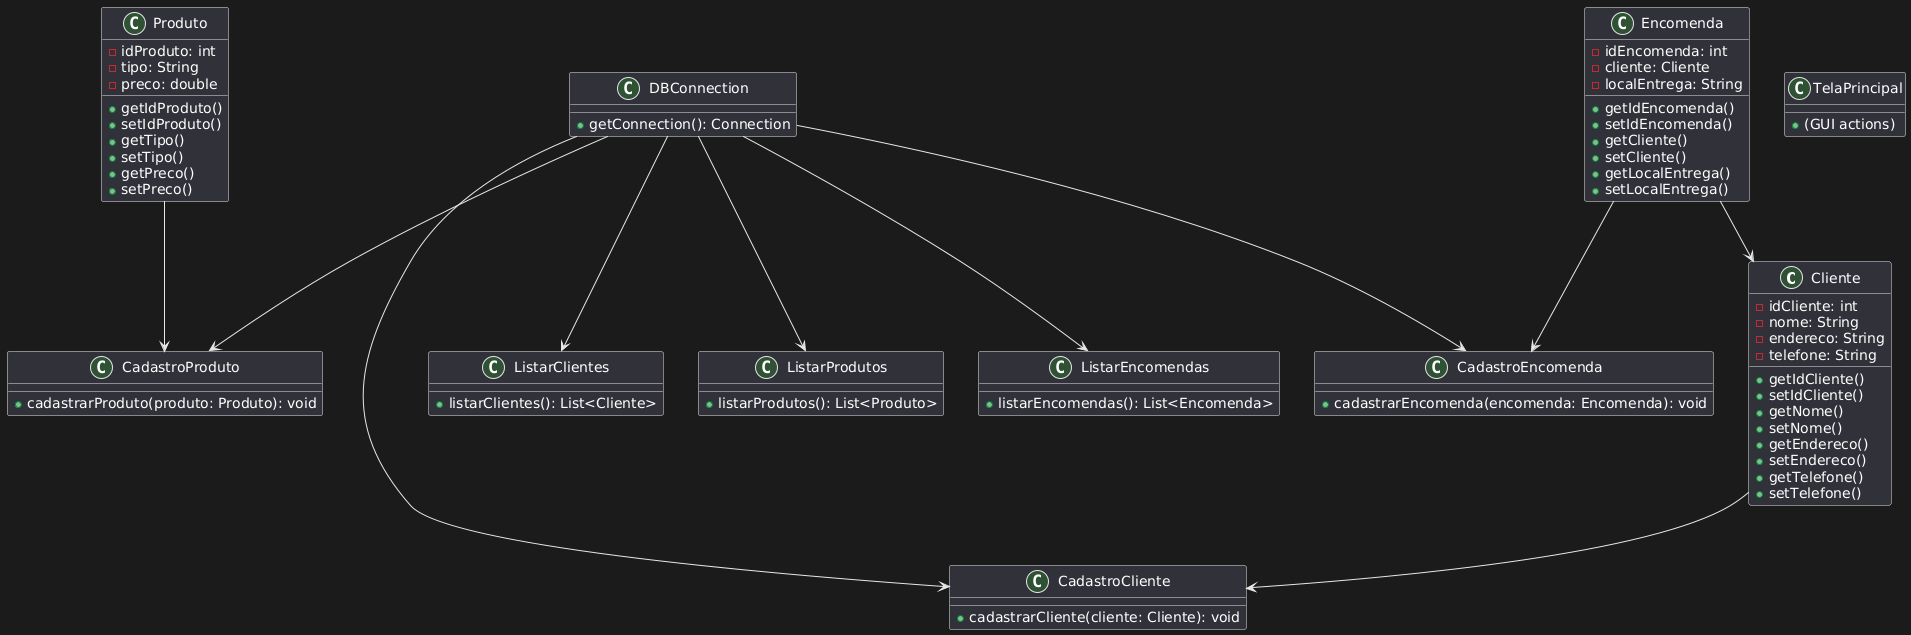 C Produto
idProduto: int
tipo: String
preco: double
getIdProduto()
setIdProduto()
getTipo()
setTipo()
getPreco()
setPreco()
C DBConnection
getConnection(): Connection
C Encomenda
idEncomenda: int
cliente: Cliente
localEntrega: String
getIdEncomenda()
setIdEncomenda()
getCliente()
setCliente()
getLocalEntrega()
setLocalEntrega()
C TelaPrincipal
(GUI actions)
C CadastroProduto
cadastrarProduto(produto: Produto): void
C ListarClientes
listarClientes(): List<Cliente>
C ListarProdutos
listarProdutos(): List<Produto>
C ListarEncomendas
listarEncomendas(): List<Encomenda>
C CadastroEncomenda
cadastrarEncomenda(encomenda: Encomenda): void
C Cliente
idCliente: int
nome: String
endereco: String
telefone: String
getIdCliente()
setIdCliente()
getNome()
setNome()
getEndereco()
setEndereco()
getTelefone()
setTelefone()
C CadastroCliente
cadastrarCliente(cliente: Cliente): void